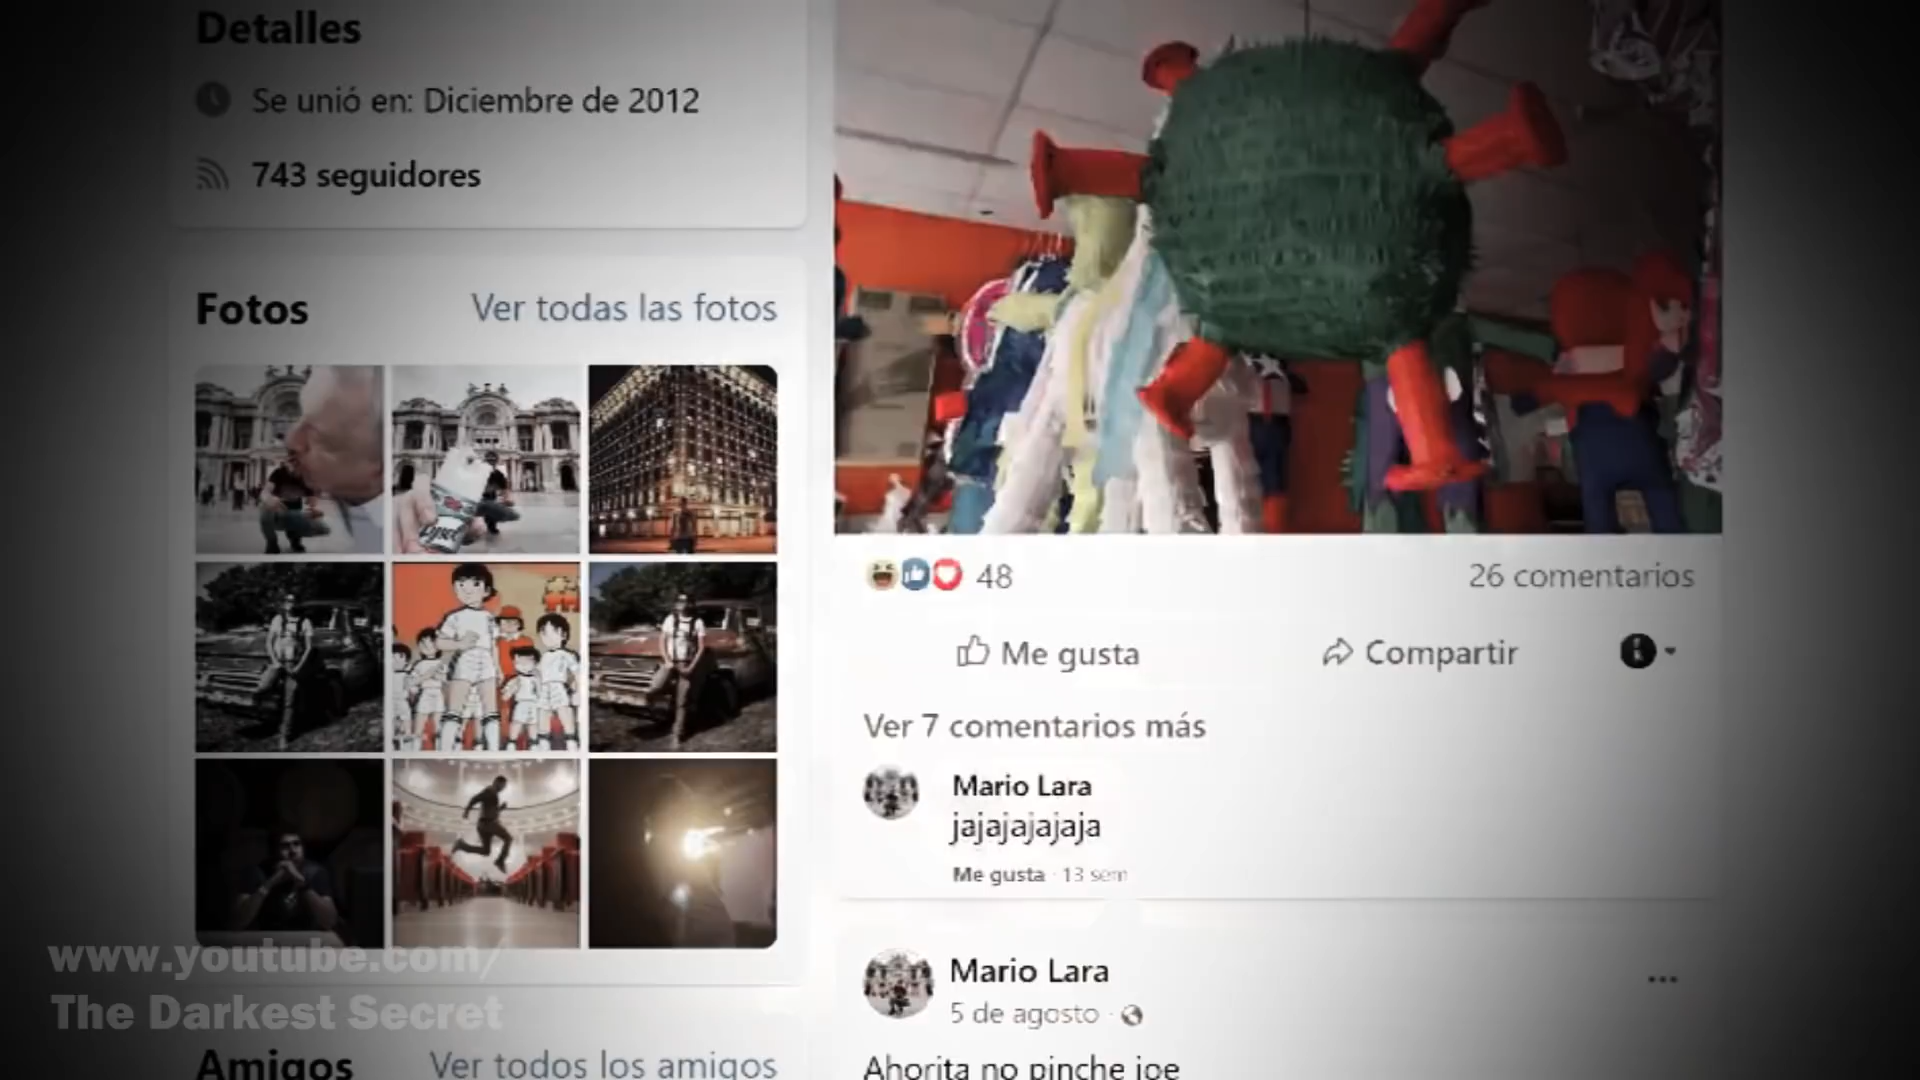 Detalles
Se unió en: Diciembre de 2012
743 seguidores
Fotos
Ver todas las fotos
Amigos
Ver todos los amigos
48
26 comentarios
Me gusta
Compartir
Ver 7 comentarios más
Mario Lara
jajajajajaja
Me gusta · 13 sem
Mario Lara
5 de agosto ·
Ahorita no pinche joe
www.youtube.com/
The Darkest Secret